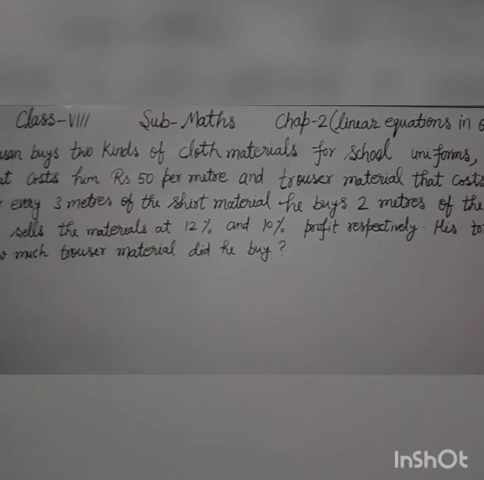 Class-VIII Sub-Maths Chap-2 (linear equations in
buys two kinds of cloth materials for school uniforms,
costs him Rs 50 per metre and trouser material that costs
every 3 metres of the shirt material he buys 2 metres of the
sells the materials at 12% and 10% profit respectively. His
much trouser material did he buy?
InShOt